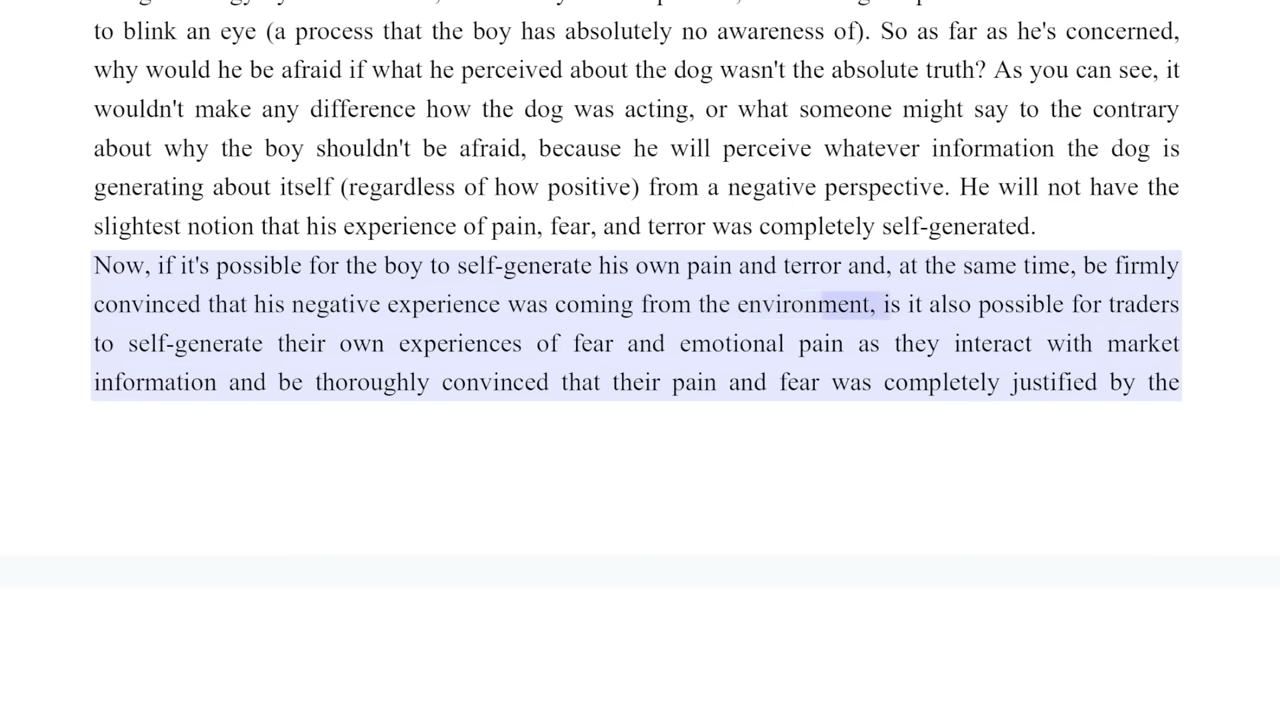 to blink an eye (a process that the boy has absolutely no awareness of). So as far as he's concerned,
why would he be afraid if what he perceived about the dog wasn't the absolute truth? As you can see, it
wouldn't make any difference how the dog was acting, or what someone might say to the contrary
about why the boy shouldn't be afraid, because he will perceive whatever information the dog is
generating about itself (regardless of how positive) from a negative perspective. He will not have the
slightest notion that his experience of pain, fear, and terror was completely self-generated.
Now, if it's possible for the boy to self-generate his own pain and terror and, at the same time, be firmly
convinced that his negative experience was coming from the environment, is it also possible for traders
to self-generate their own experiences of fear and emotional pain as they interact with market
information and be thoroughly convinced that their pain and fear was completely justified by the